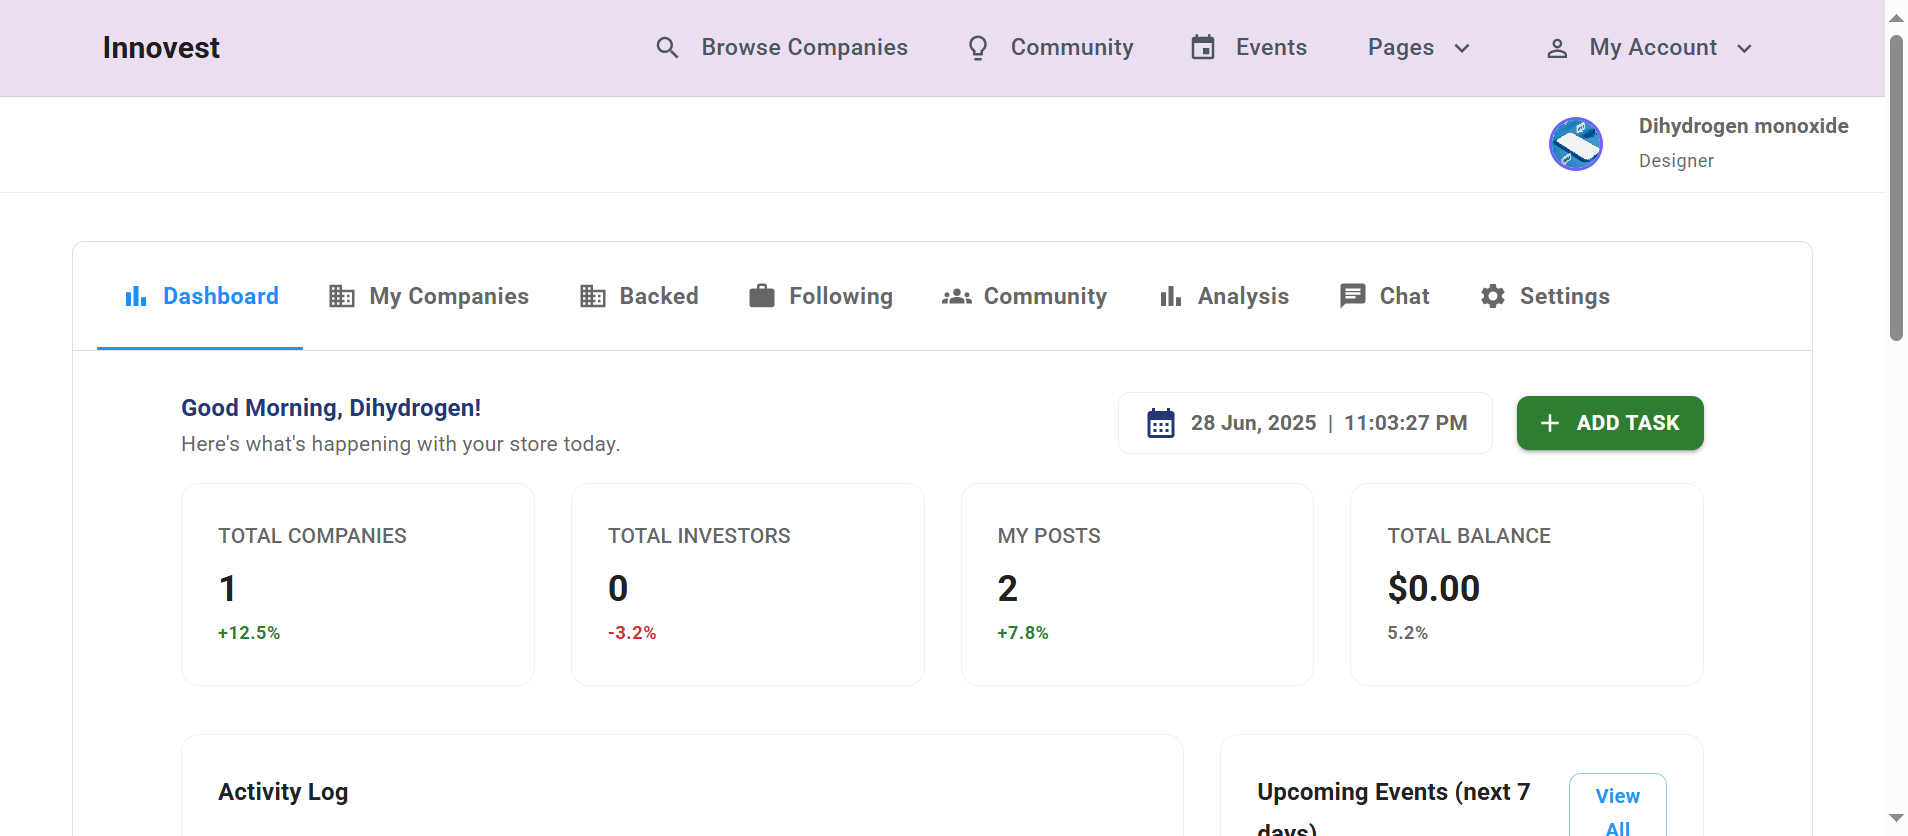 Innovest
Browse Companies
Community
Events
Pages
My Account
Dihydrogen monoxide
Designer
Dashboard
My Companies
Backed
Following
Community
Analysis
Chat
Settings
Good Morning, Dihydrogen!
Here's what's happening with your store today.
28 Jun, 2025 | 11:03:27 PM
+ ADD TASK
TOTAL COMPANIES
1
+12.5%
TOTAL INVESTORS
0
-3.2%
MY POSTS
2
+7.8%
TOTAL BALANCE
$0.00
5.2%
Activity Log
Upcoming Events (next 7
days)
View
All